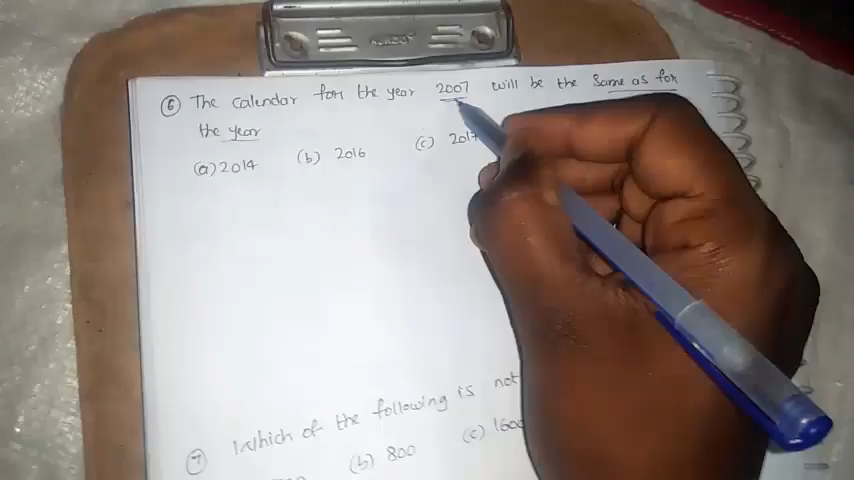 ⑥ The calendar for the year 2007 will be the same as for
the year
(a) 2014 (b) 2016 (c) 2017
⑦ Which of the following is not
(b) 800 (c) 1600